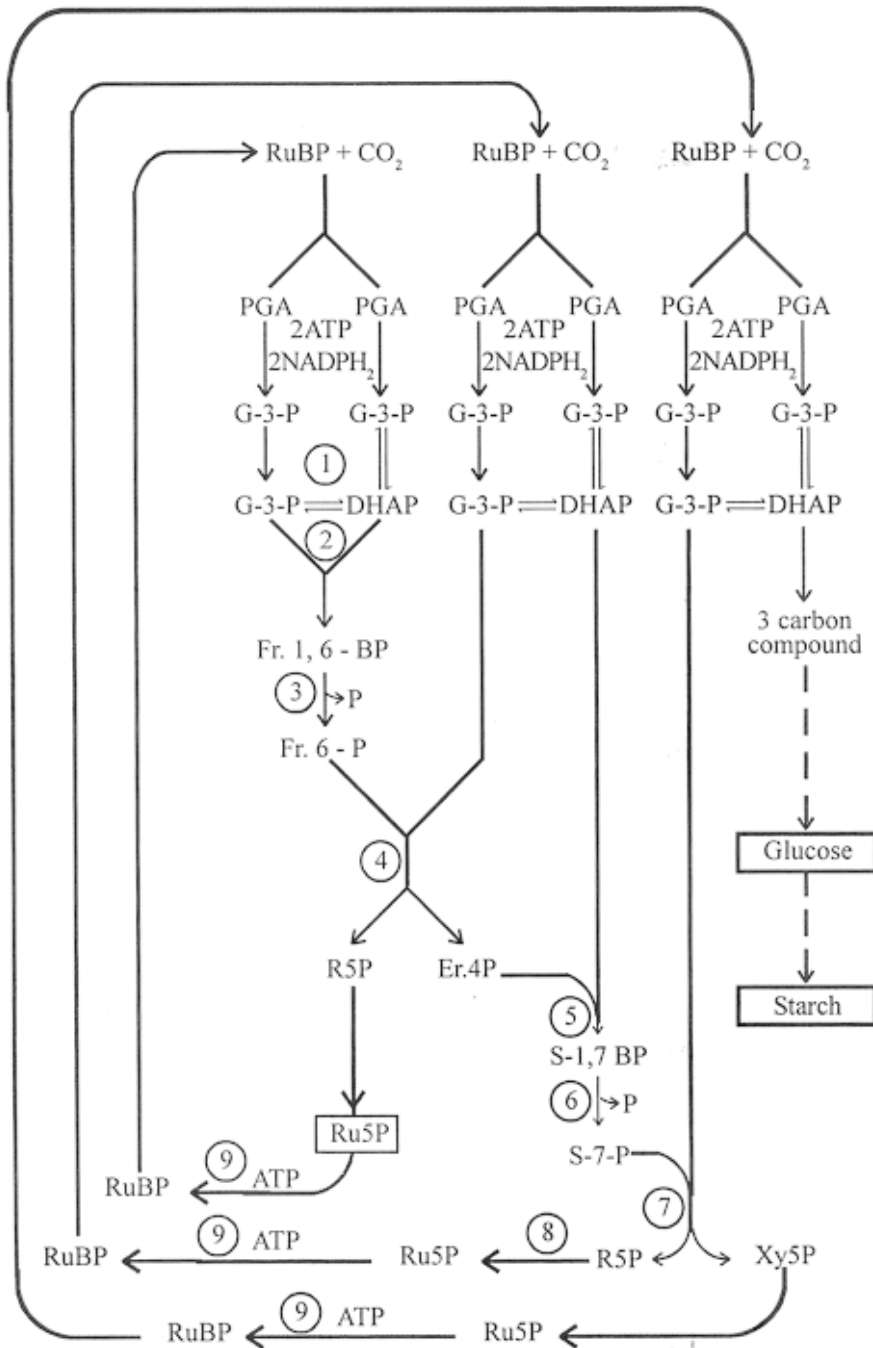 RuBP + CO₂ RuBP + CO₂ RuBP + CO₂
PGA PGA PGA PGA PGA PGA
2ATP 2ATP 2ATP
2NADPH₂ 2NADPH₂ 2NADPH₂
G-3-P G-3-P G-3-P G-3-P G-3-P G-3-P
1
G-3-P DHAP G-3-P DHAP G-3-P DHAP
2
3 carbon
compound
Fr. 1, 6 - BP
3 P
Fr. 6 - P
4 Glucose
R5P Er.4P
Starch
5
S-1,7 BP
6 P
Ru5P
S-7-P
9 ATP
RuBP
7
9 ATP 8
RuBP Ru5P R5P Xy5P
9 ATP
RuBP Ru5P